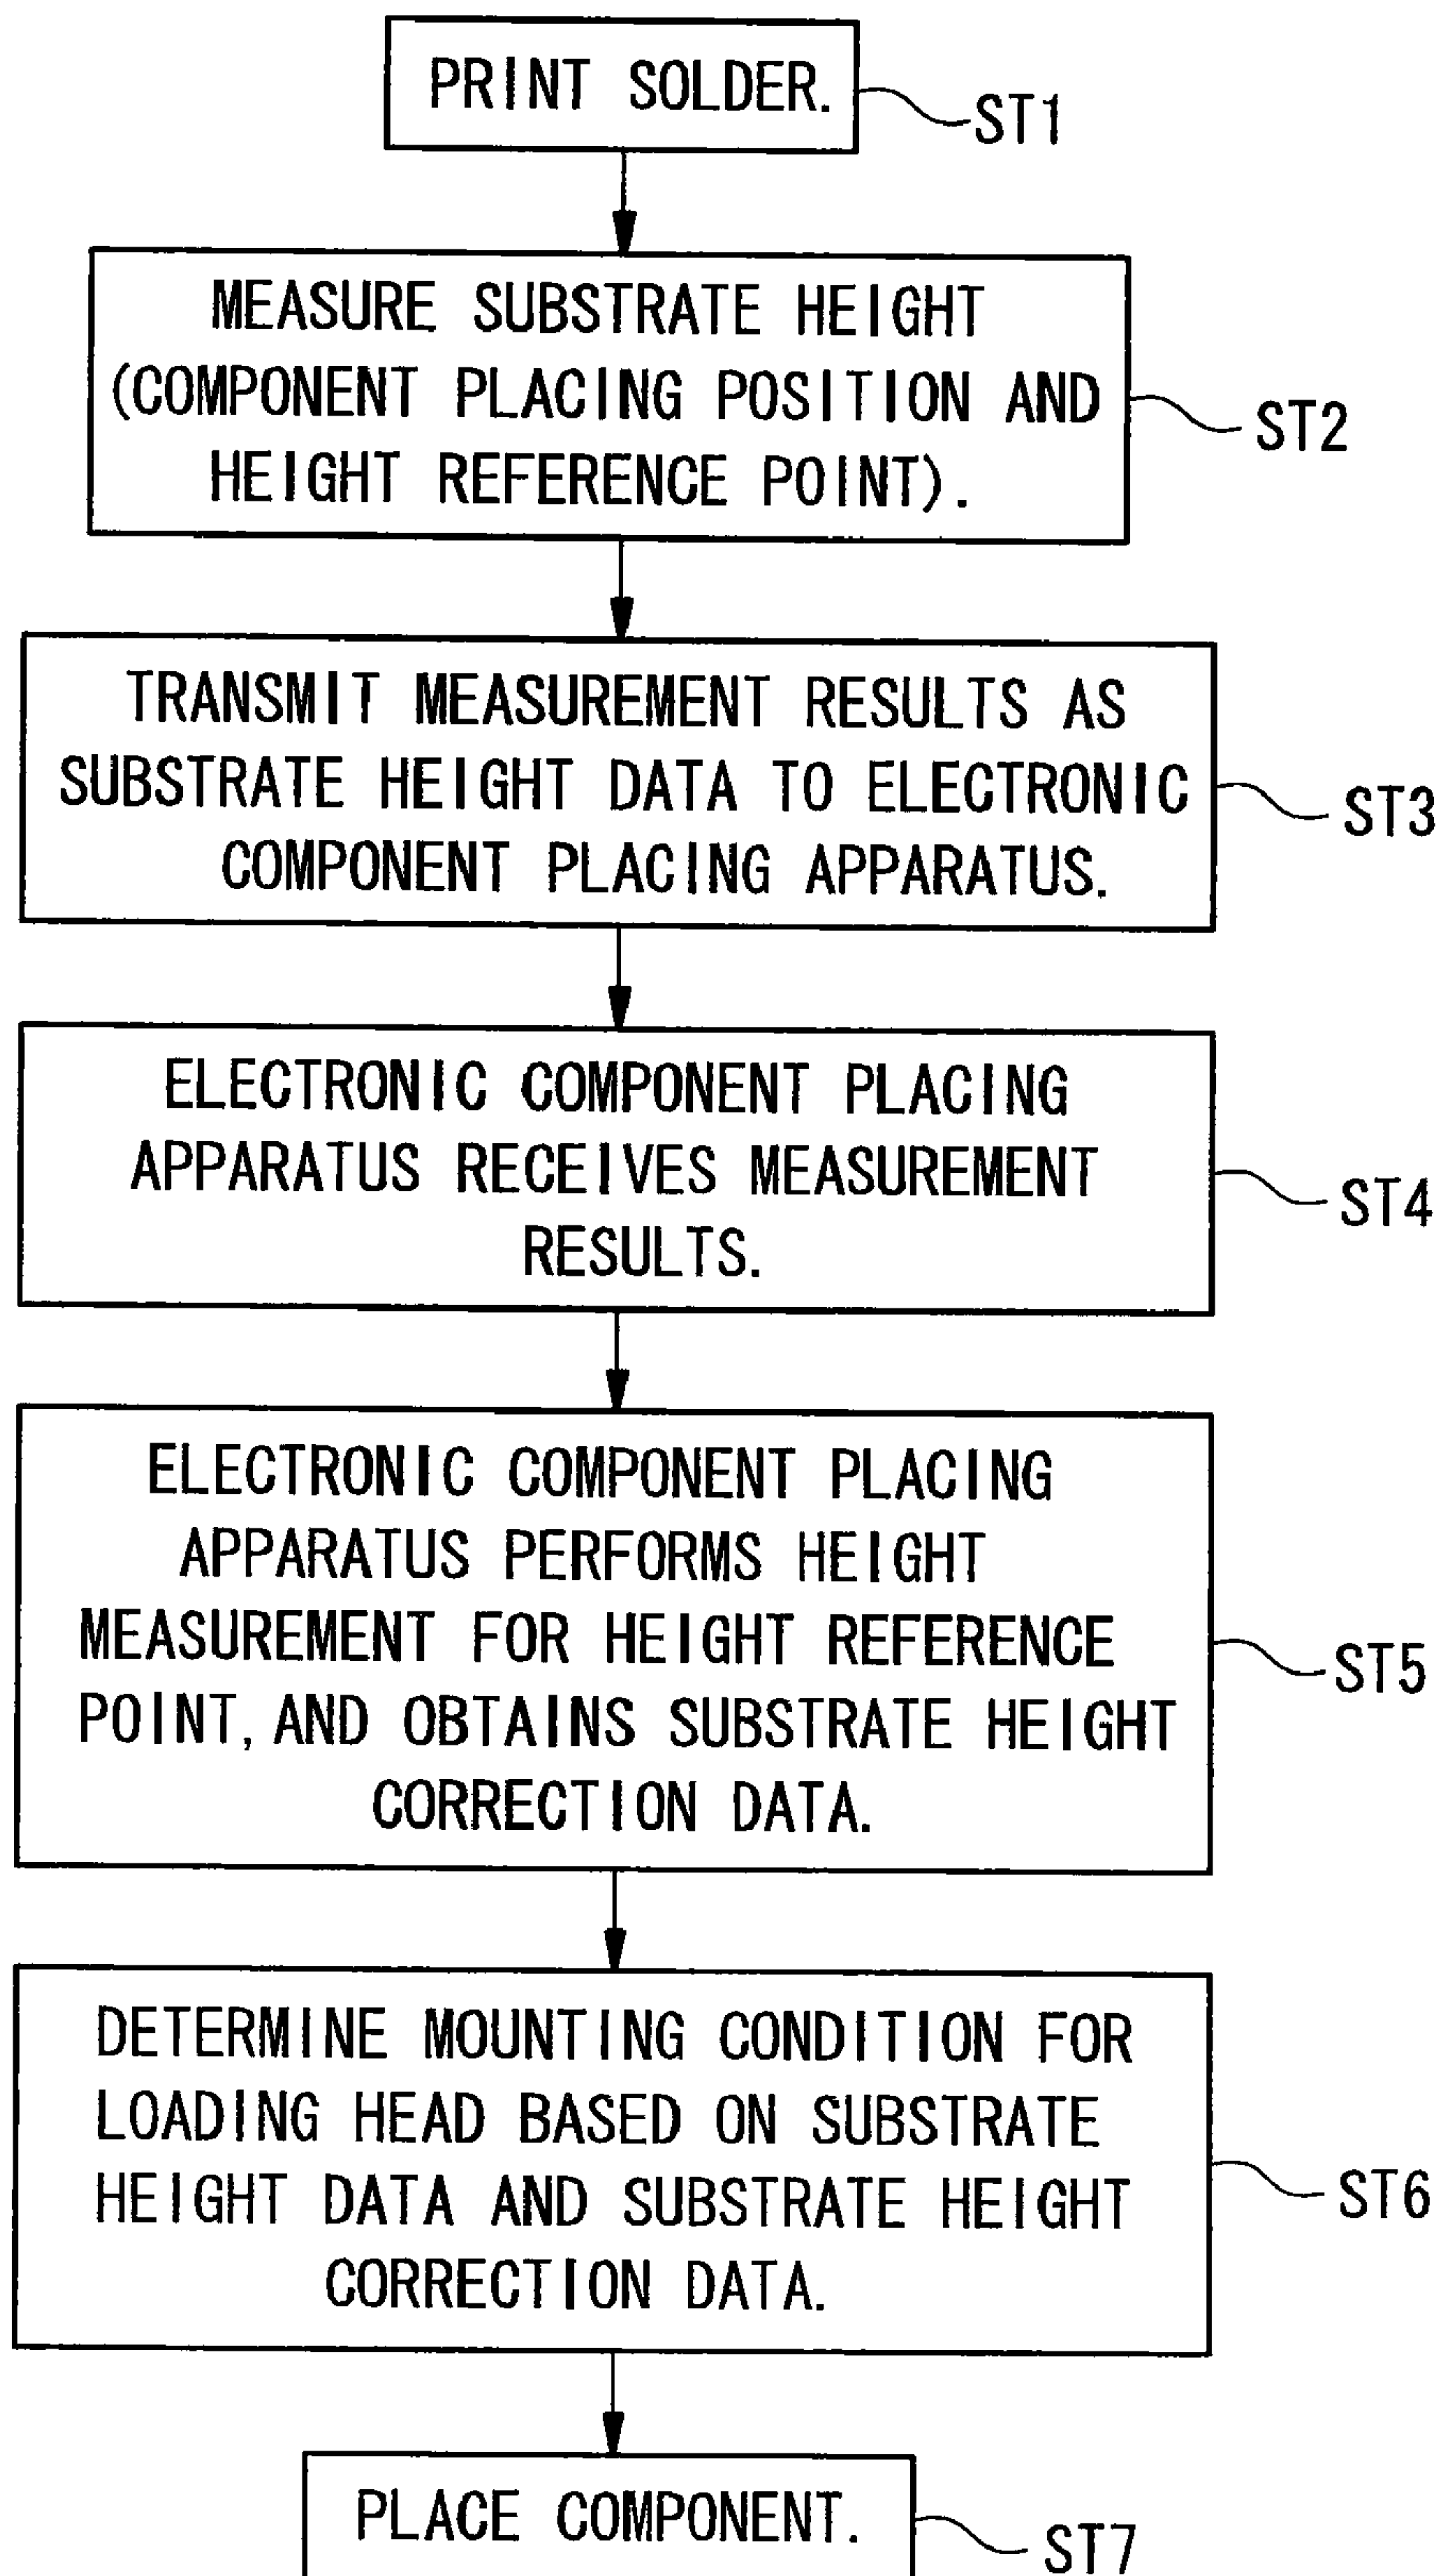 PRINT SOLDER.
ST1
MEASURE SUBSTRATE HEIGHT
(COMPONENT PLACING POSITION AND
HEIGHT REFERENCE POINT).
ST2
TRANSMIT MEASUREMENT RESULTS AS
SUBSTRATE HEIGHT DATA TO ELECTRONIC
COMPONENT PLACING APPARATUS.
ST3
ELECTRONIC COMPONENT PLACING
APPARATUS RECEIVES MEASUREMENT
RESULTS.
ST4
ELECTRONIC COMPONENT PLACING
APPARATUS PERFORMS HEIGHT
MEASUREMENT FOR HEIGHT REFERENCE
POINT, AND OBTAINS SUBSTRATE HEIGHT
CORRECTION DATA.
ST5
DETERMINE MOUNTING CONDITION FOR
LOADING HEAD BASED ON SUBSTRATE
HEIGHT DATA AND SUBSTRATE HEIGHT
CORRECTION DATA.
ST6
PLACE COMPONENT.
ST7